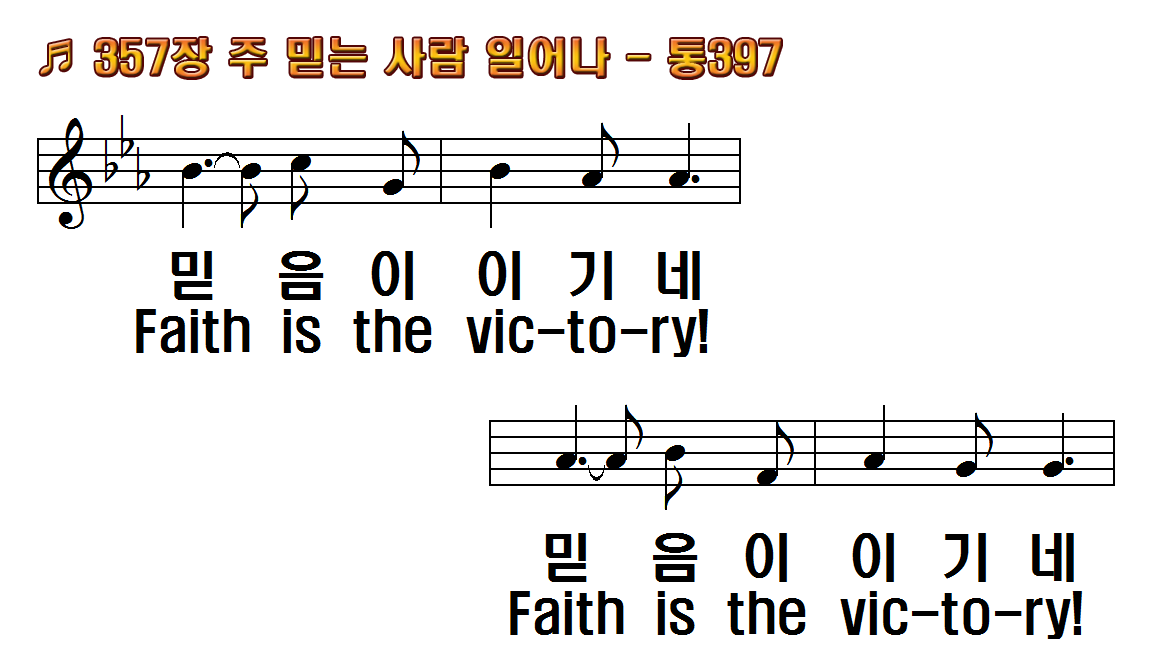 ♬ 357장 주 믿는 사람 일어나 - 통397
믿 음 이 이 기 네
Faith is the vic-to-ry!
믿 음 이 이 기 네
Faith is the vic-to-ry!